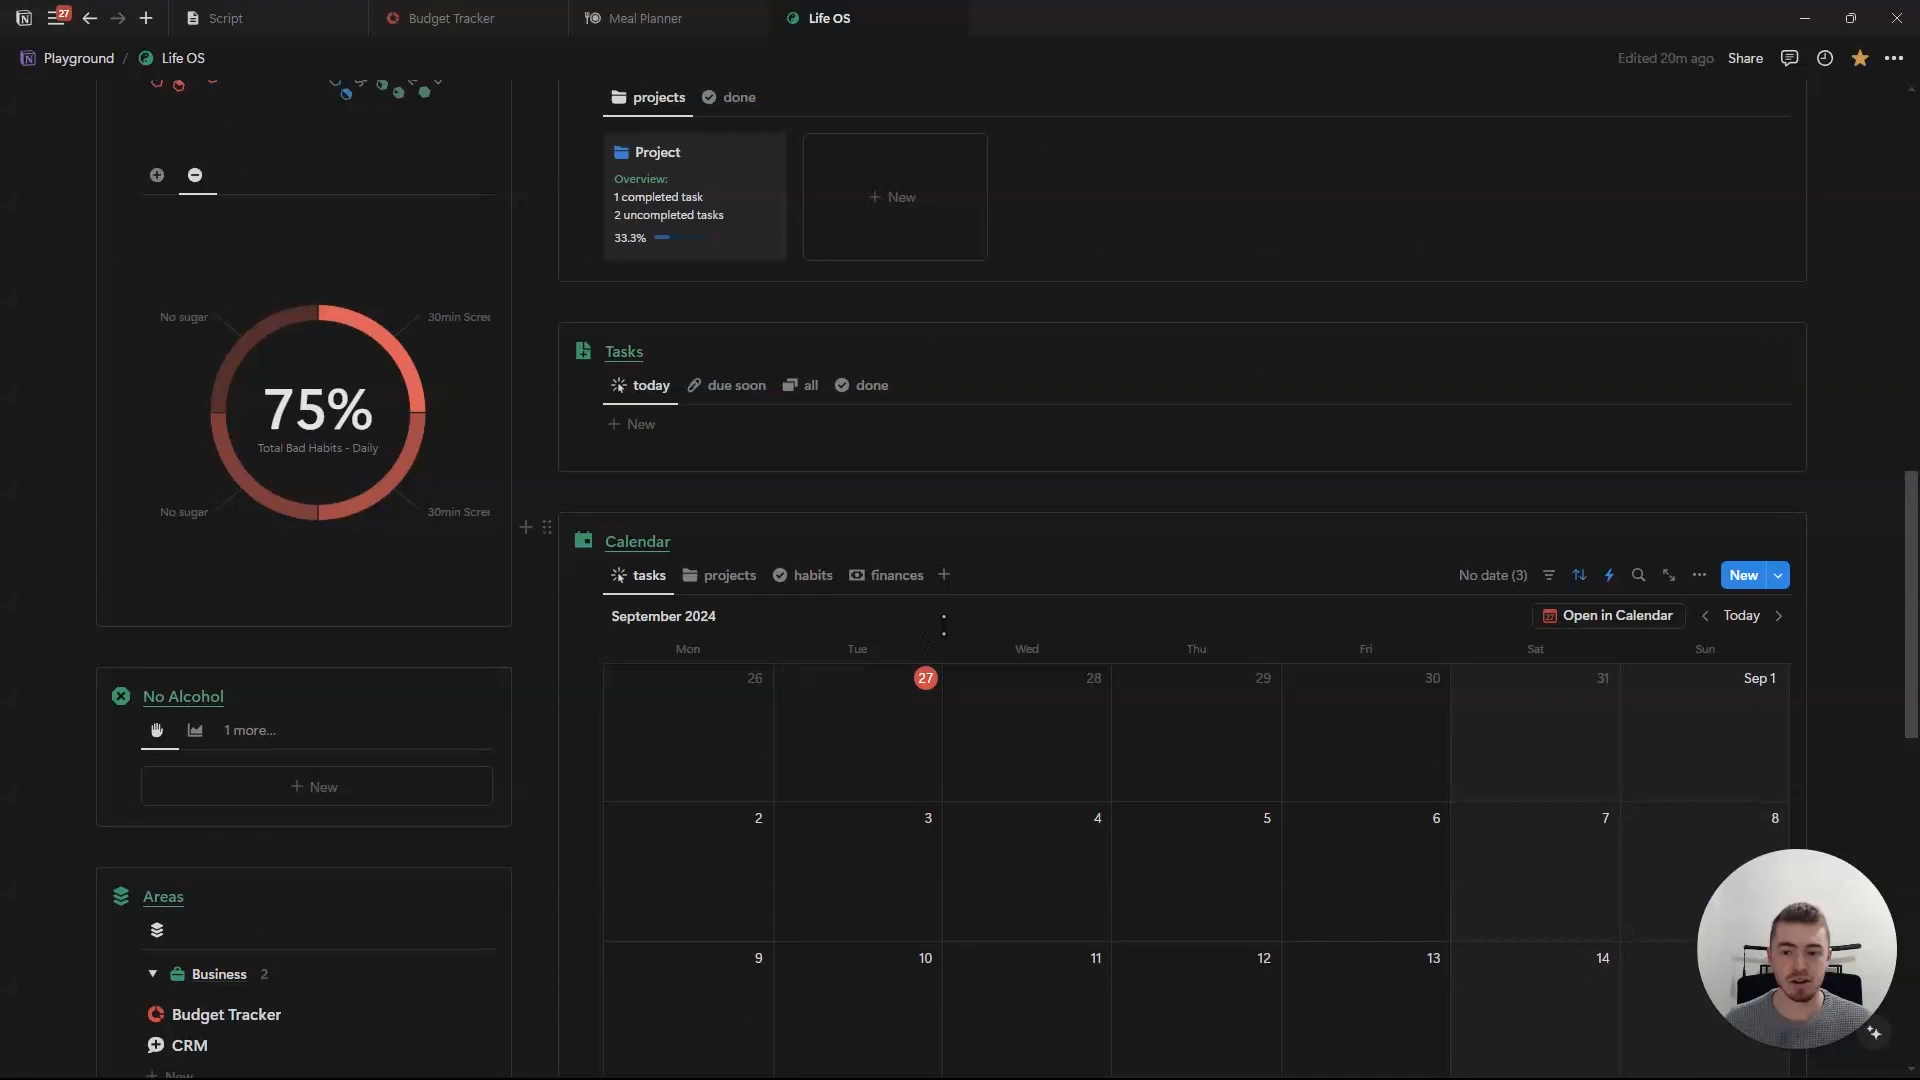 27
Script
Budget Tracker
Meal Planner
Life OS
Playground / Life OS
Edited 20m ago
Share
projects
done
Project
Overview:
1 completed task
2 uncompleted tasks
33.3%
+ New
No sugar
30min Scree
75%
Total Bad Habits - Daily
No sugar
30min Scree
Tasks
today
due soon
all
done
+ New
Calendar
tasks
projects
habits
finances
No date (3)
New
September 2024
Open in Calendar
Today
Mon Tue Wed Thu Fri Sat Sun
26 27 28 29 30 31 Sep 1
2 3 4 5 6 7 8
9 10 11 12 13 14
No Alcohol
1 more...
+ New
Areas
Business 2
Budget Tracker
CRM
+ New